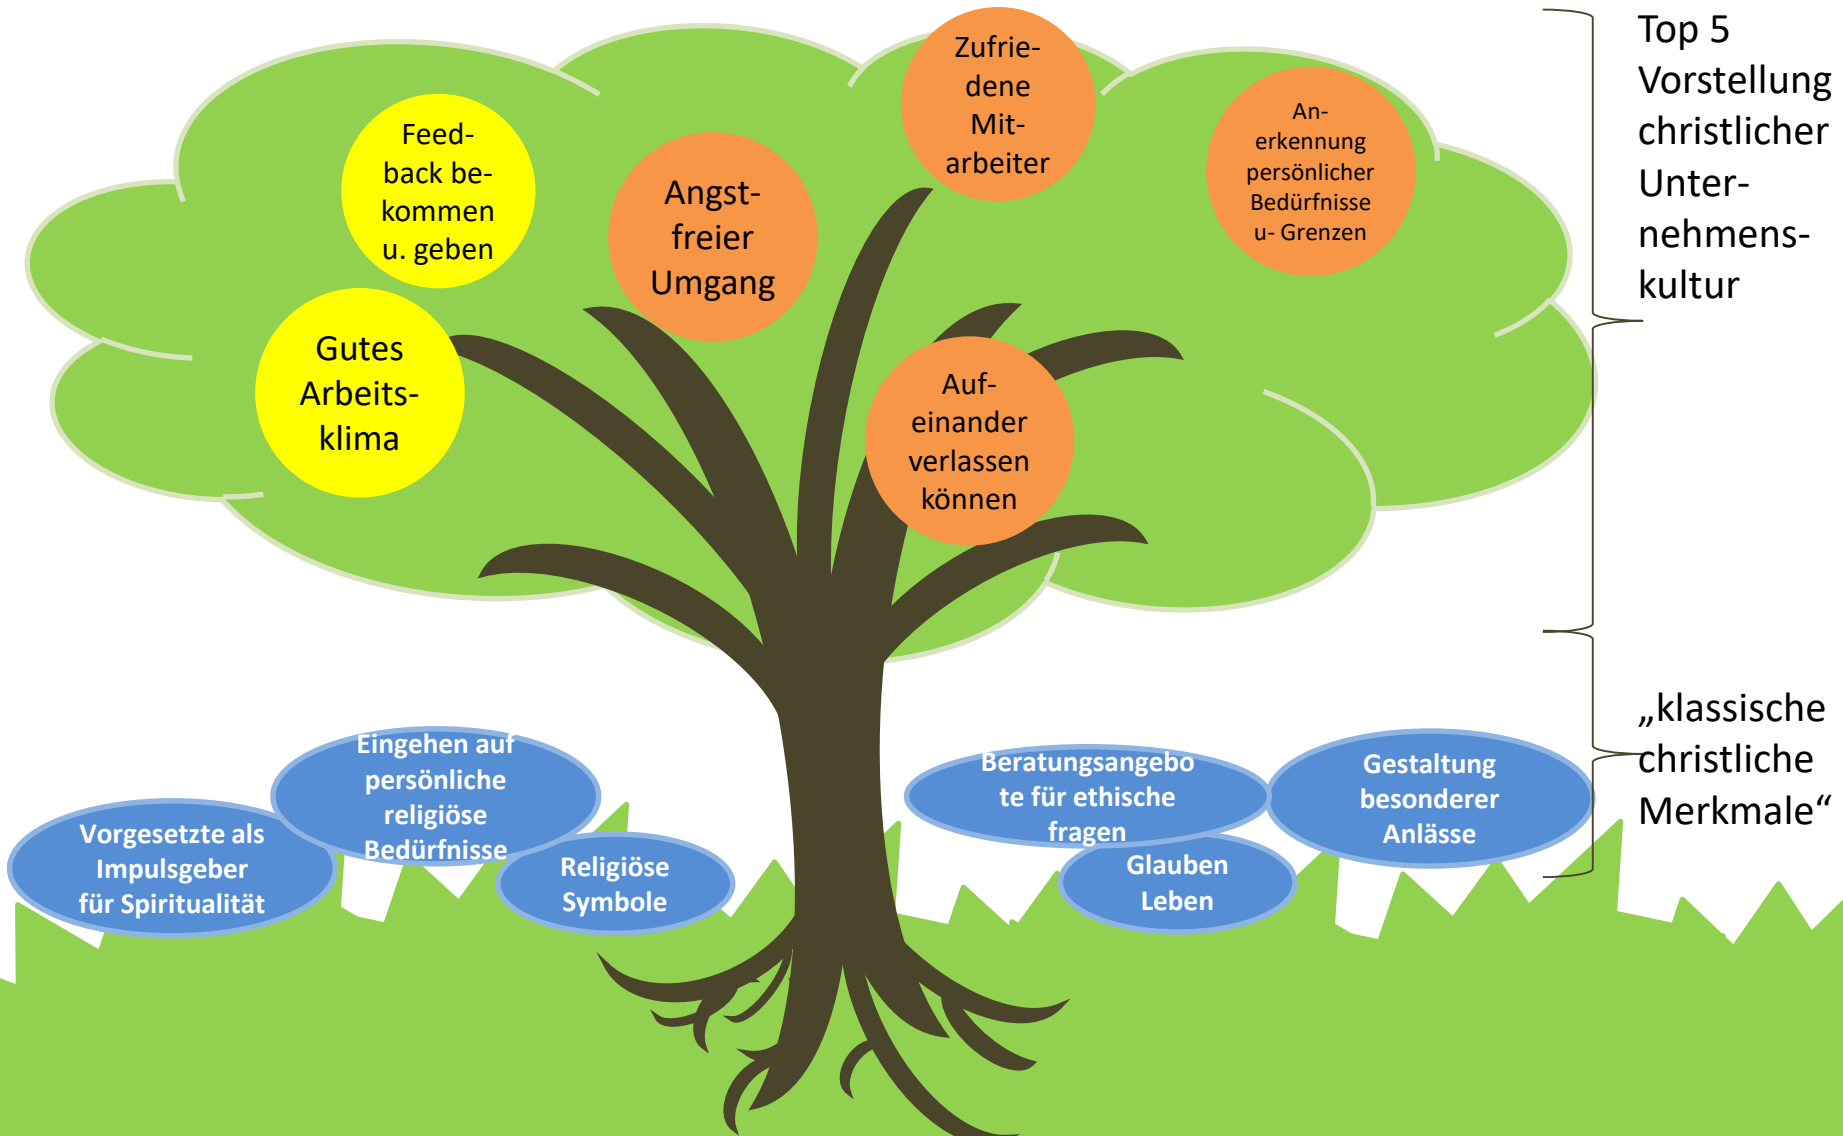 Feed-
back be-
kommen
u. geben
Gutes
Arbeits-
klima
Angst-
freier
Umgang
Zufrie-
dene
Mit-
arbeiter
An-
erkennung
persönlicher
Bedürfnisse
u- Grenzen
Auf-
einander
verlassen
können
Top 5
Vorstellung
christlicher
Unter-
nehmens-
kultur
Vorgesetzte als
Impulsgeber
für Spiritualität
Eingehen auf
persönliche
religiöse
Bedürfnisse
Religiöse
Symbole
Beratungsangebo
te für ethische
fragen
Glauben
Leben
Gestaltung
besonderer
Anlässe
„klassische
christliche
Merkmale“